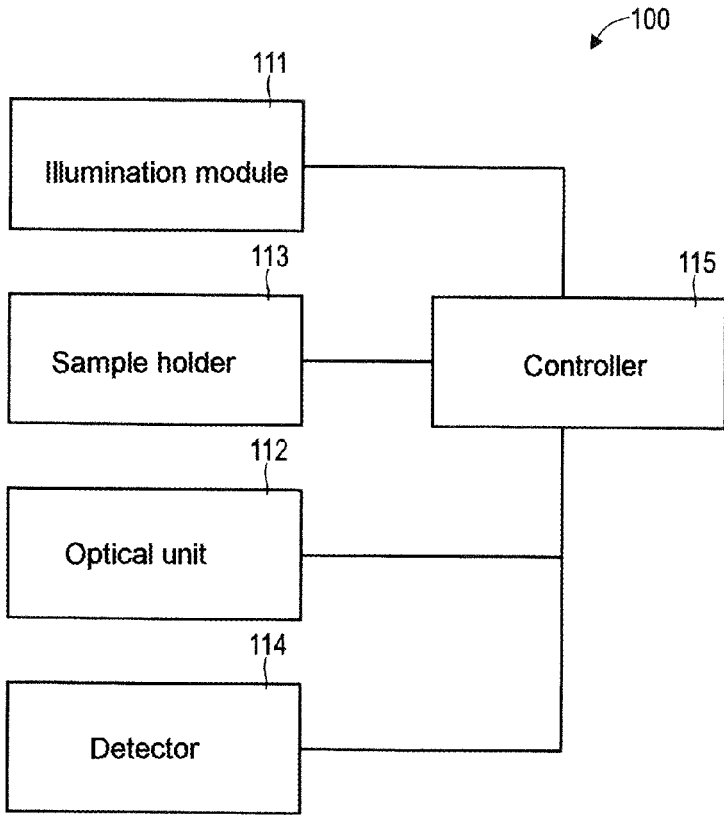 100
111
Illumination module
113
115
Sample holder
Controller
112
Optical unit
114
Detector